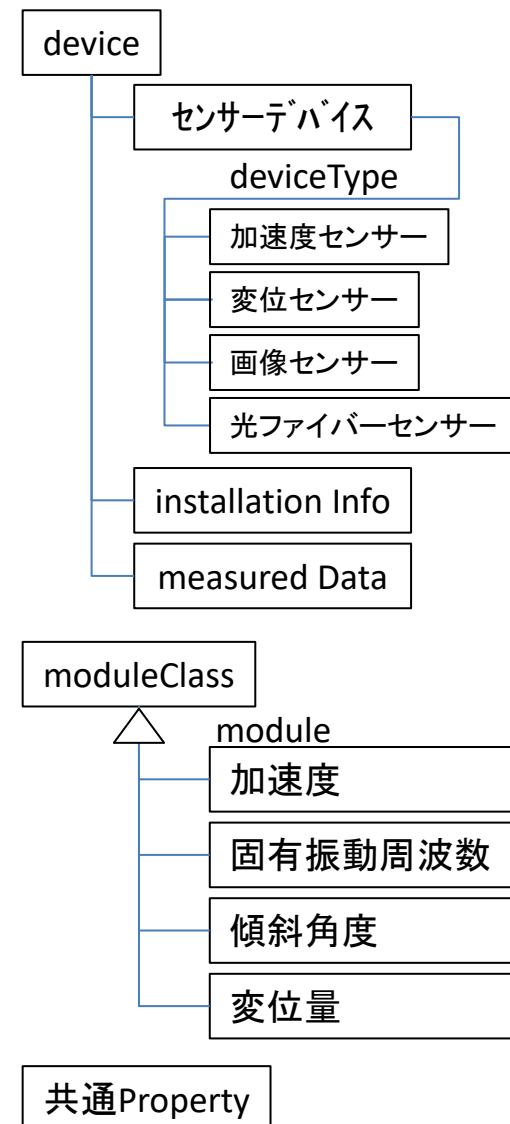 device
センサーデバイス
deviceType
加速度センサー
変位センサー
画像センサー
光ファイバーセンサー
installation Info
measured Data
moduleClass
module
加速度
固有振動周波数
傾斜角度
変位量
共通Property